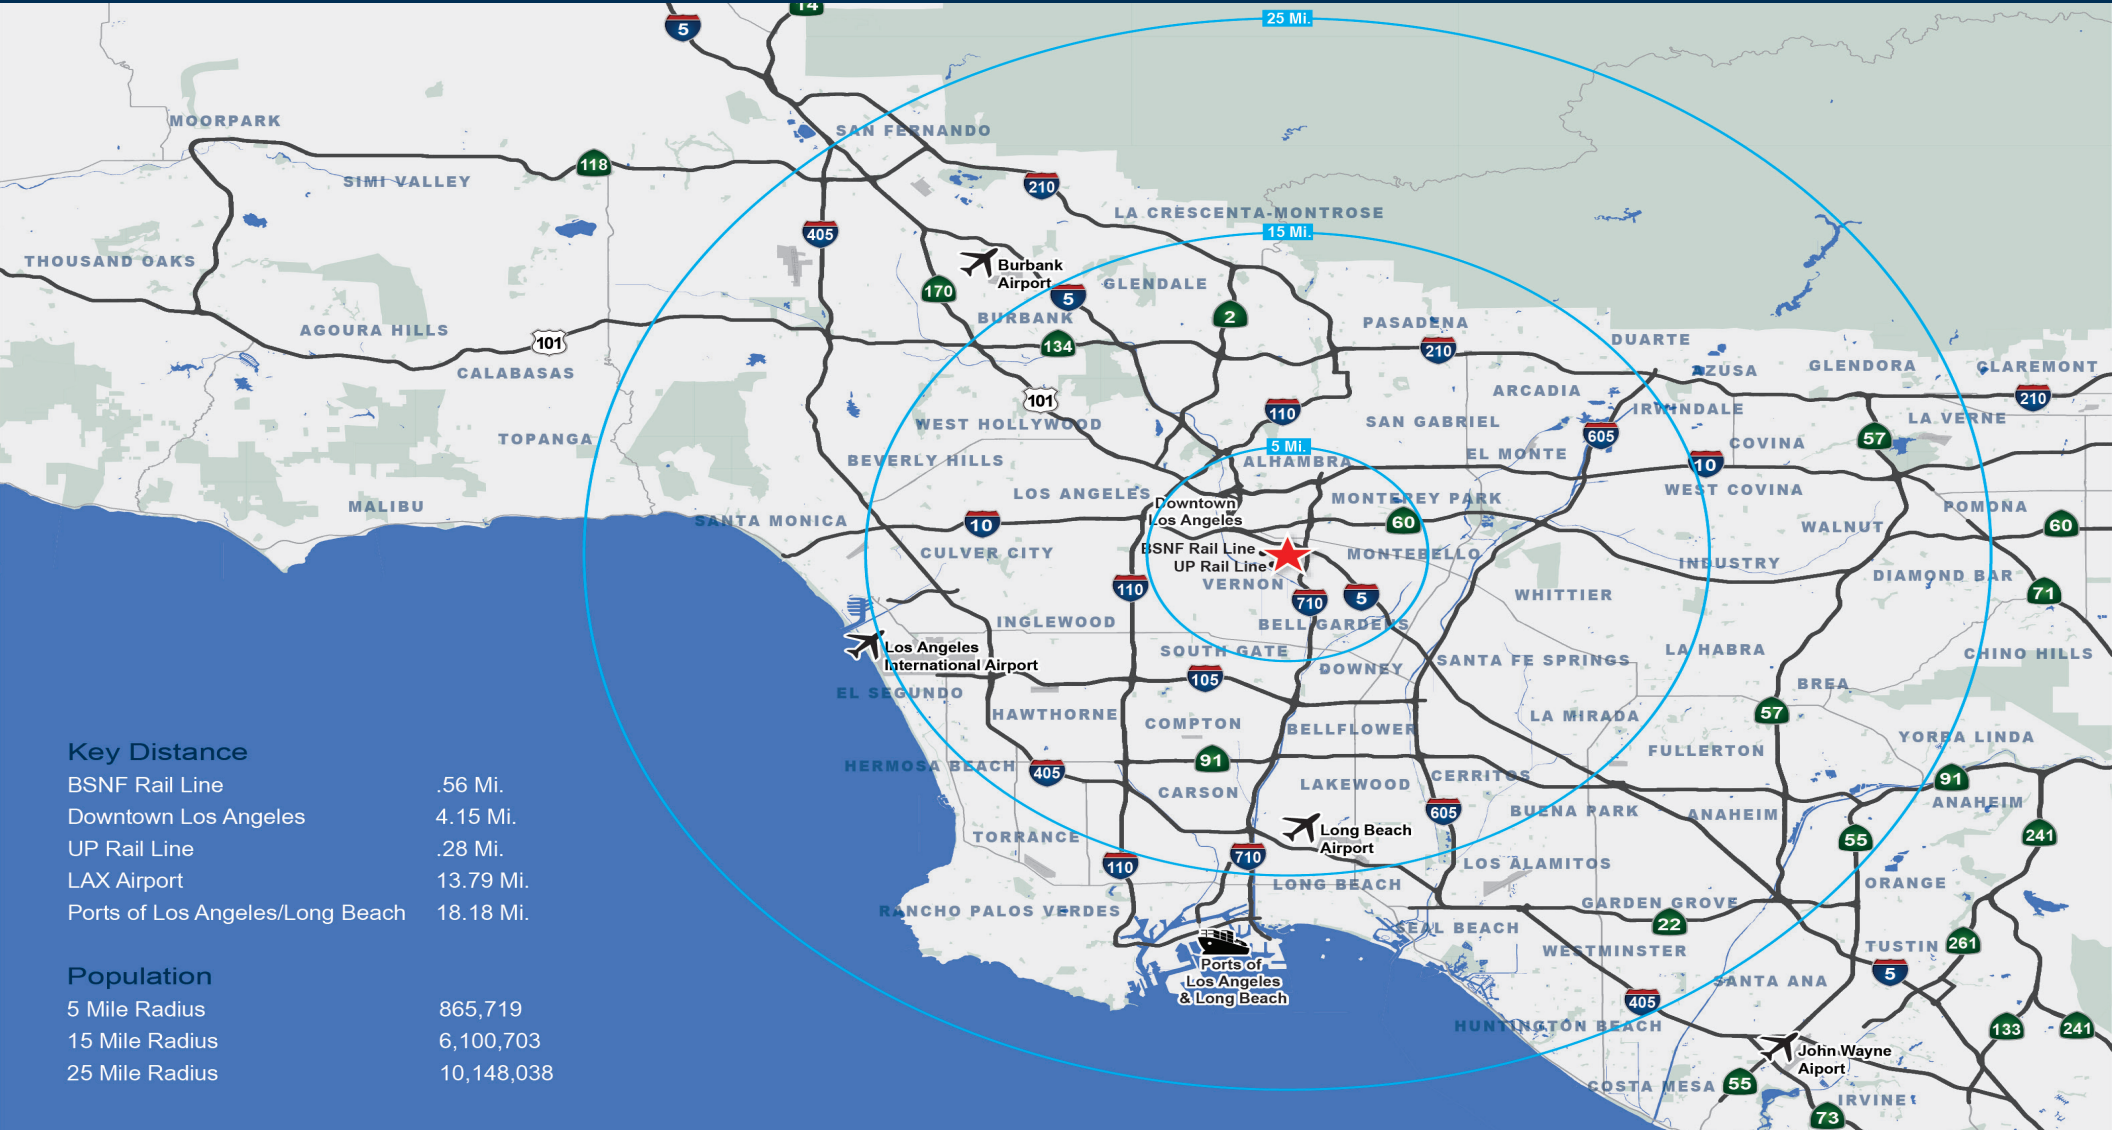 14
5
25 Mi.
MOORPARK
SAN FERNANDO
118
SIMI VALLEY
210
LA CRESCENTA-MONTROSE
405
15 Mi.
THOUSAND OAKS
Burbank
Airport
170
5
GLENDALE
BURBANK
2
PASADENA
AGOURA HILLS
101
134
210
DUARTE
CALABASAS
AZUSA
GLENDORA
CLAREMONT
101
110
ARCADIA
210
WEST HOLLYWOOD
SAN GABRIEL
IRWINDALE
LA VERNE
TOPANGA
605
COVINA
57
5 Mi.
BEVERLY HILLS
ALHAMBRA
EL MONTE
10
LOS ANGELES
MONTEREY PARK
WEST COVINA
MALIBU
Downtown
Los Angeles
POMONA
SANTA MONICA
10
60
WALNUT
60
CULVER CITY
BSNF Rail Line
UP Rail Line
MONTEBELLO
INDUSTRY
VERNON
DIAMOND BAR
110
710
5
WHITTIER
71
INGLEWOOD
BELL GARDENS
Los Angeles
International Airport
SOUTH GATE
DOWNEY
SANTA FE SPRINGS
LA HABRA
CHINO HILLS
105
EL SEGUNDO
BREA
HAWTHORNE
COMPTON
BELLFLOWER
LA MIRADA
57
FULLERTON
YORBA LINDA
HERMOSA BEACH
405
91
LAKEWOOD
CERRITOS
91
CARSON
605
BUENA PARK
ANAHEIM
ANAHEIM
TORRANCE
Long Beach
Airport
55
241
110
710
LOS ALAMITOS
LONG BEACH
ORANGE
RANCHO PALOS VERDES
GARDEN GROVE
22
SEAL BEACH
WESTMINSTER
TUSTIN
261
Ports of
Los Angeles
& Long Beach
5
SANTA ANA
405
HUNTINGTON BEACH
133
241
John Wayne
Aiport
COSTA MESA
55
IRVINE
73
Key Distance
BSNF Rail Line .56 Mi.
Downtown Los Angeles 4.15 Mi.
UP Rail Line .28 Mi.
LAX Airport 13.79 Mi.
Ports of Los Angeles/Long Beach 18.18 Mi.
Population
5 Mile Radius 865,719
15 Mile Radius 6,100,703
25 Mile Radius 10,148,038